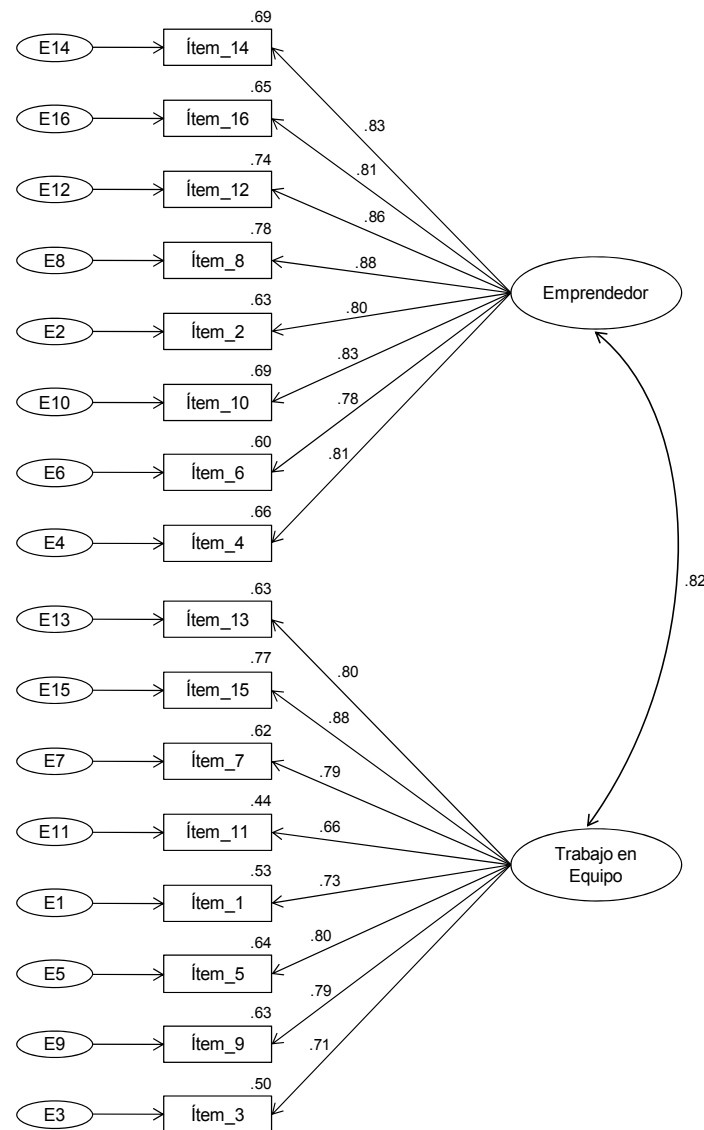 .69
E14 Ítem_14
.83
.65
E16 Ítem_16
.81
.74
E12 Ítem_12
.86
.78
E8 Ítem_8
.88
Emprendedor
.63
.80
E2 Ítem_2
.83
.69
E10 Ítem_10
.78
.60
E6 Ítem_6
.81
.66
E4 Ítem_4
.82
.63
E13 Ítem_13
.80
.77
E15 Ítem_15
.88
.62
E7 Ítem_7
.79
.44
E11 Ítem_11
.66
Trabajo en
Equipo
.53
.73
E1 Ítem_1
.80
.64
E5 Ítem_5
.79
.63
E9 Ítem_9
.71
.50
E3 Ítem_3